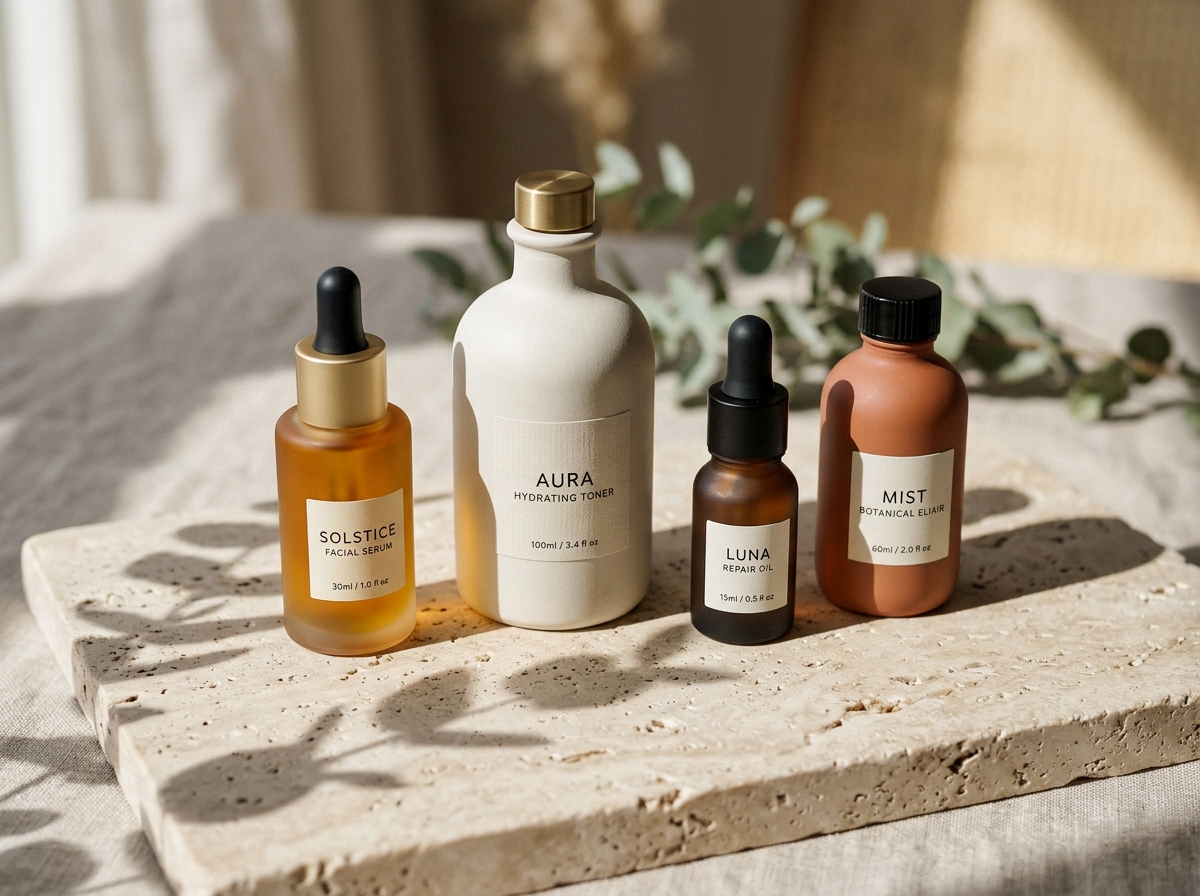 SOLSTICE
FACIAL SERUM
30ml / 1.0 fl oz
AURA
HYDRATING TONER
100ml / 3.4 fl oz
LUNA
REPAIR OIL
15ml / 0.5 fl oz
MIST
BOTANICAL ELIAIR
60ml / 2.0 fl oz